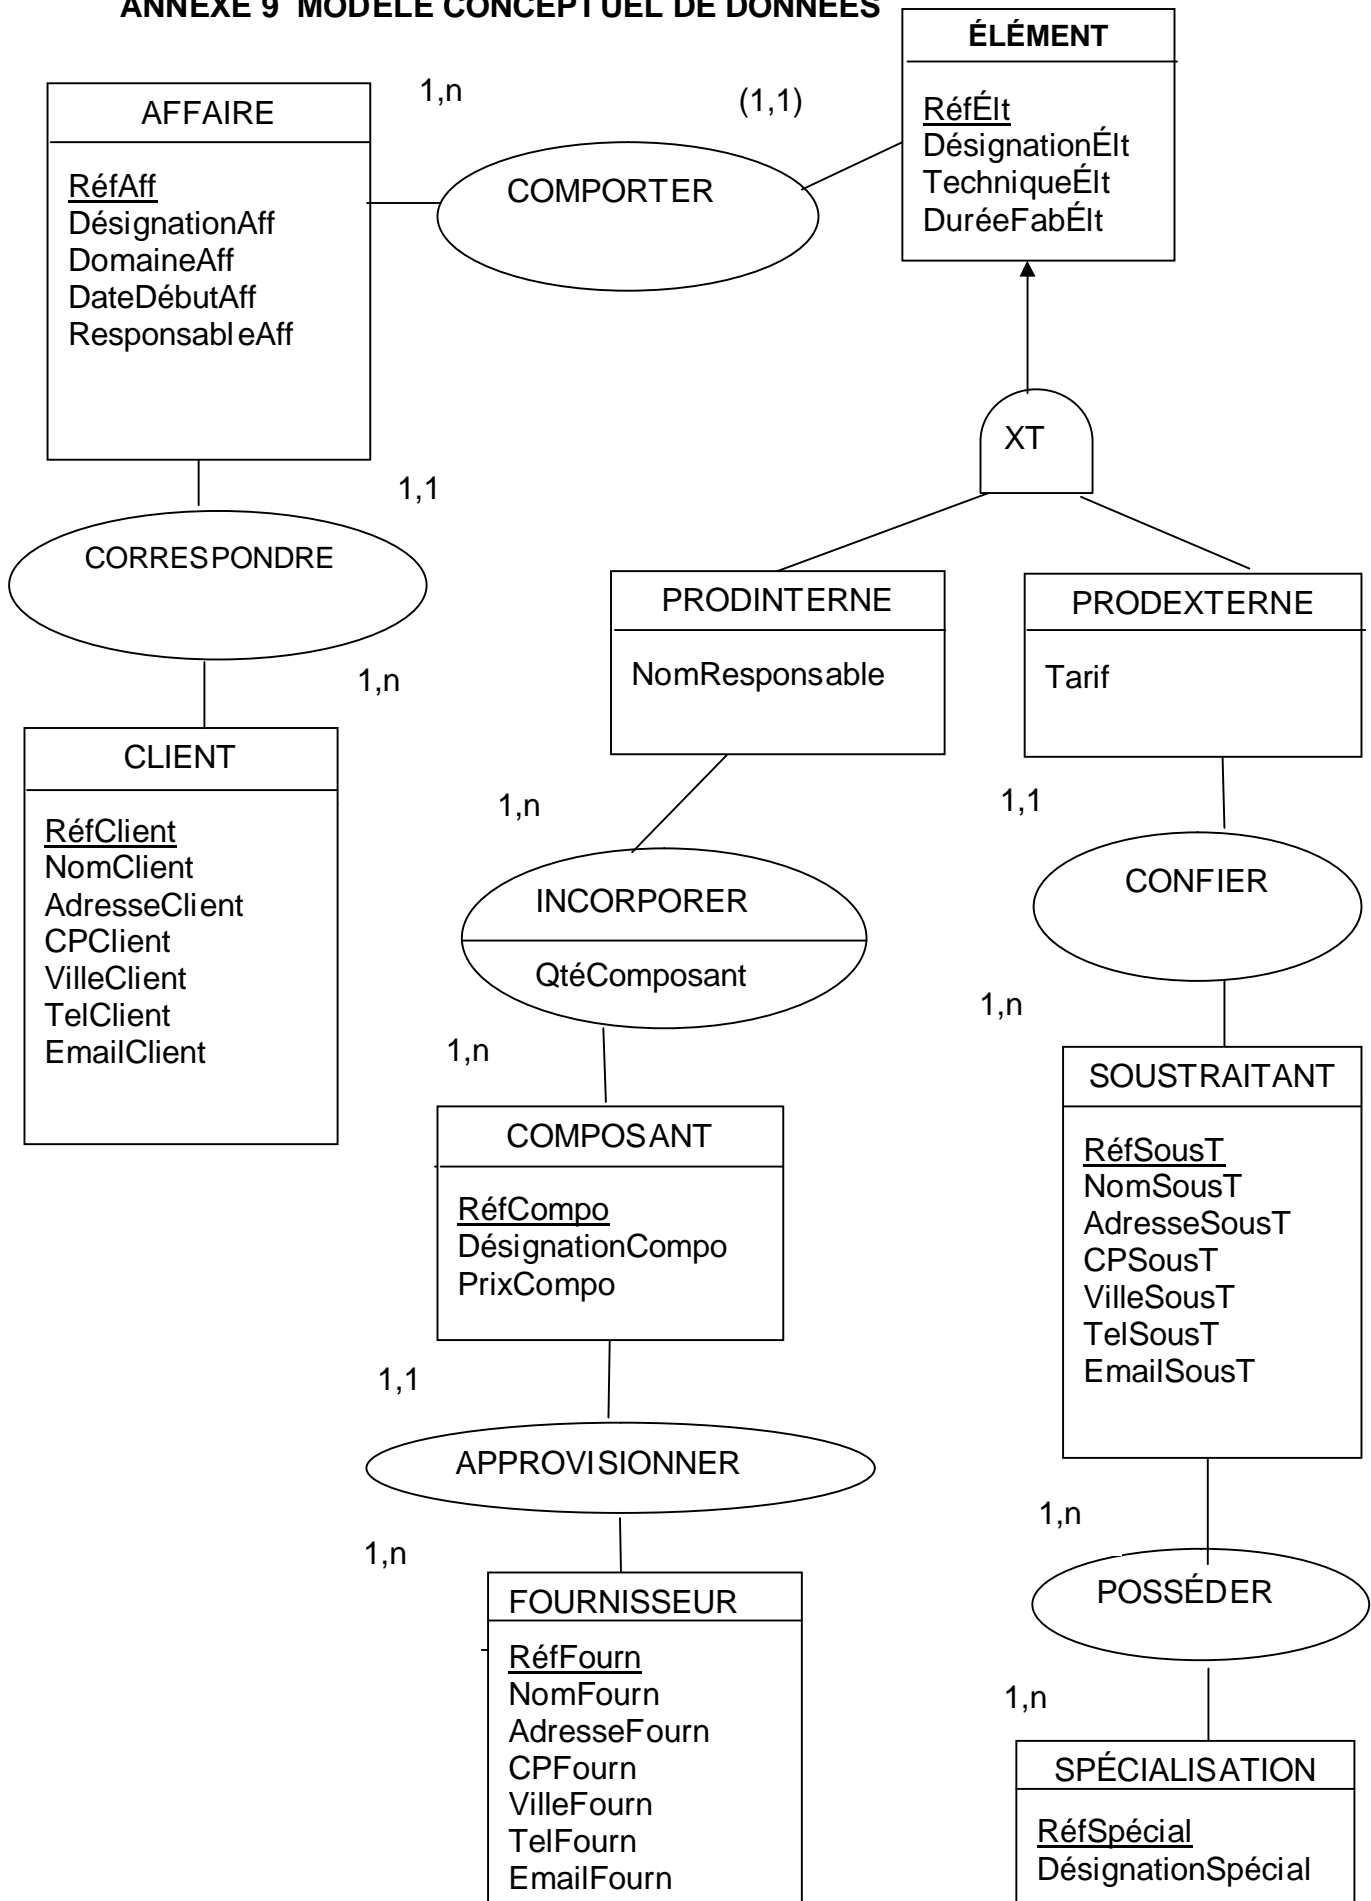 ANNEXE 9 MODÈLE CONCEPTUEL DE DONNÉES
ÉLÉMENT
RéfÉlt
DésignationÉlt
TechniqueÉlt
DuréeFabÉlt
1,n
(1,1)
AFFAIRE
RéfAff
DésignationAff
DomaineAff
DateDébutAff
ResponsableAff
COMPORTER
XT
1,1
CORRESPONDRE
1,n
PRODINTERNE
NomResponsable
PRODEXTERNE
Tarif
CLIENT
RéfClient
NomClient
AdresseClient
CPClient
VilleClient
TelClient
EmailClient
1,n
1,1
INCORPORER
QtéComposant
CONFIER
1,n
1,n
COMPOSANT
RéfCompo
DésignationCompo
PrixCompo
SOUSTRAITANT
RéfSousT
NomSousT
AdresseSousT
CPSousT
VilleSousT
TelSousT
EmailSousT
1,1
APPROVISIONNER
1,n
1,n
POSSÉDER
1,n
FOURNISSEUR
RéfFourn
NomFourn
AdresseFourn
CPFourn
VilleFourn
TelFourn
EmailFourn
SPÉCIALISATION
RéfSpécial
DésignationSpécial